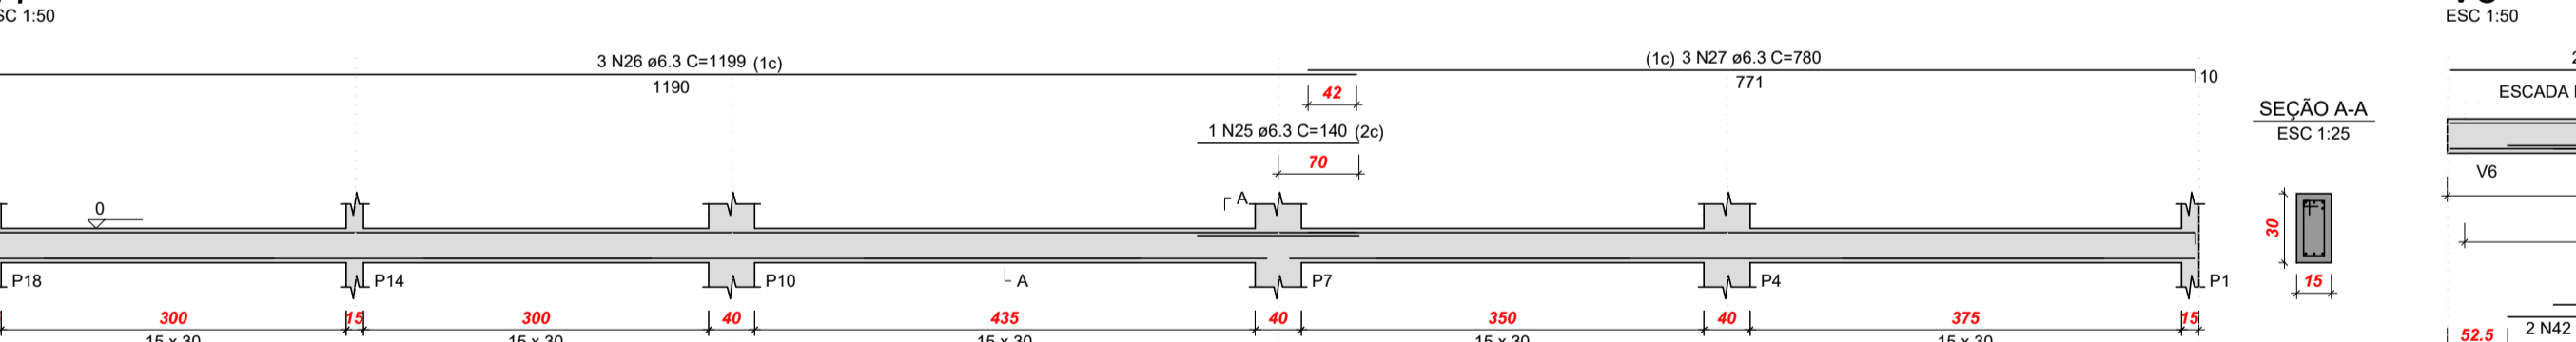 ESC 1:50
ESC 1:50
3 N26 ø6.3 C=1199 (1c)
1190
(1c) 3 N27 ø6.3 C=780
771
10
42
1 N25 ø6.3 C=140 (2c)
70
SEÇÃO A-A
ESC 1:25
ESCADA
V6
0
A
A
30
15
P18
P14
P10
P7
P4
P1
300
15
300
40
435
40
350
40
375
15
15 x 30
15 x 30
15 x 30
15 x 30
15 x 30
52.5
2 N42